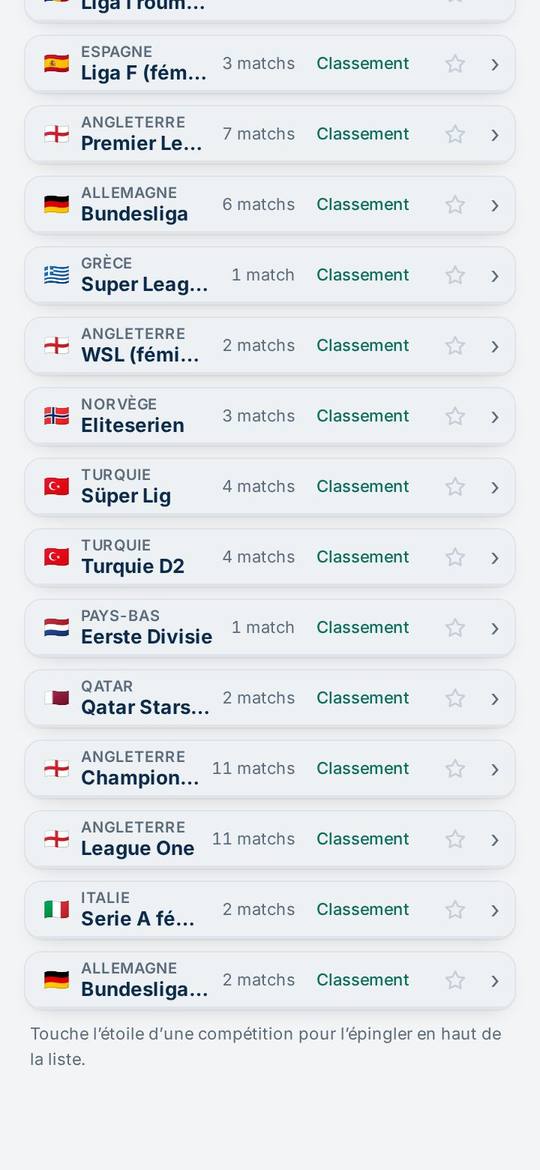 Liga I roum...
ESPAGNE
Liga F (fém... 3 matchs Classement
ANGLETERRE
Premier Le... 7 matchs Classement
ALLEMAGNE
Bundesliga 6 matchs Classement
GRÈCE
Super Leag... 1 match Classement
ANGLETERRE
WSL (fémi... 2 matchs Classement
NORVÈGE
Eliteserien 3 matchs Classement
TURQUIE
Süper Lig 4 matchs Classement
TURQUIE
Turquie D2 4 matchs Classement
PAYS-BAS
Eerste Divisie 1 match Classement
QATAR
Qatar Stars... 2 matchs Classement
ANGLETERRE
Champion... 11 matchs Classement
ANGLETERRE
League One 11 matchs Classement
ITALIE
Serie A fé... 2 matchs Classement
ALLEMAGNE
Bundesliga... 2 matchs Classement
Touche l’étoile d’une compétition pour l’épingler en haut de
la liste.